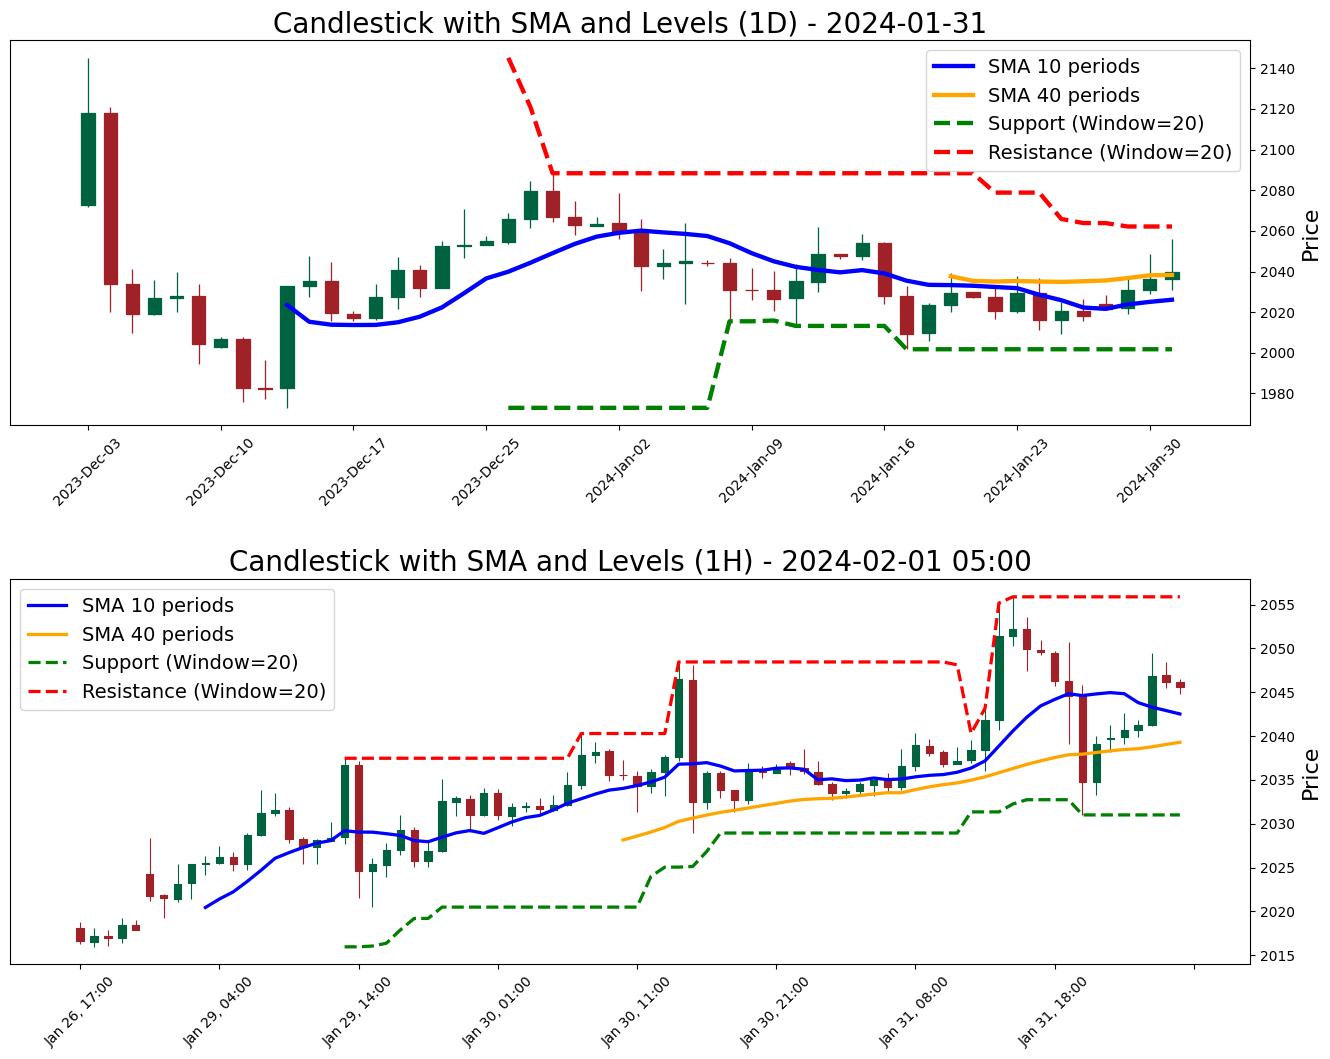 Candlestick with SMA and Levels (1D) - 2024-01-31
SMA 10 periods
SMA 40 periods
Support (Window=20)
Resistance (Window=20)
2140
2120
2100
2080
2060
2040
2020
2000
1980
Price
2023-Dec-03
2023-Dec-10
2023-Dec-17
2023-Dec-25
2024-Jan-02
2024-Jan-09
2024-Jan-16
2024-Jan-23
2024-Jan-30
Candlestick with SMA and Levels (1H) - 2024-02-01 05:00
SMA 10 periods
SMA 40 periods
Support (Window=20)
Resistance (Window=20)
2055
2050
2045
2040
2035
2030
2025
2020
2015
Price
Jan 26, 17:00
Jan 29, 04:00
Jan 29, 14:00
Jan 30, 01:00
Jan 30, 11:00
Jan 30, 21:00
Jan 31, 08:00
Jan 31, 18:00